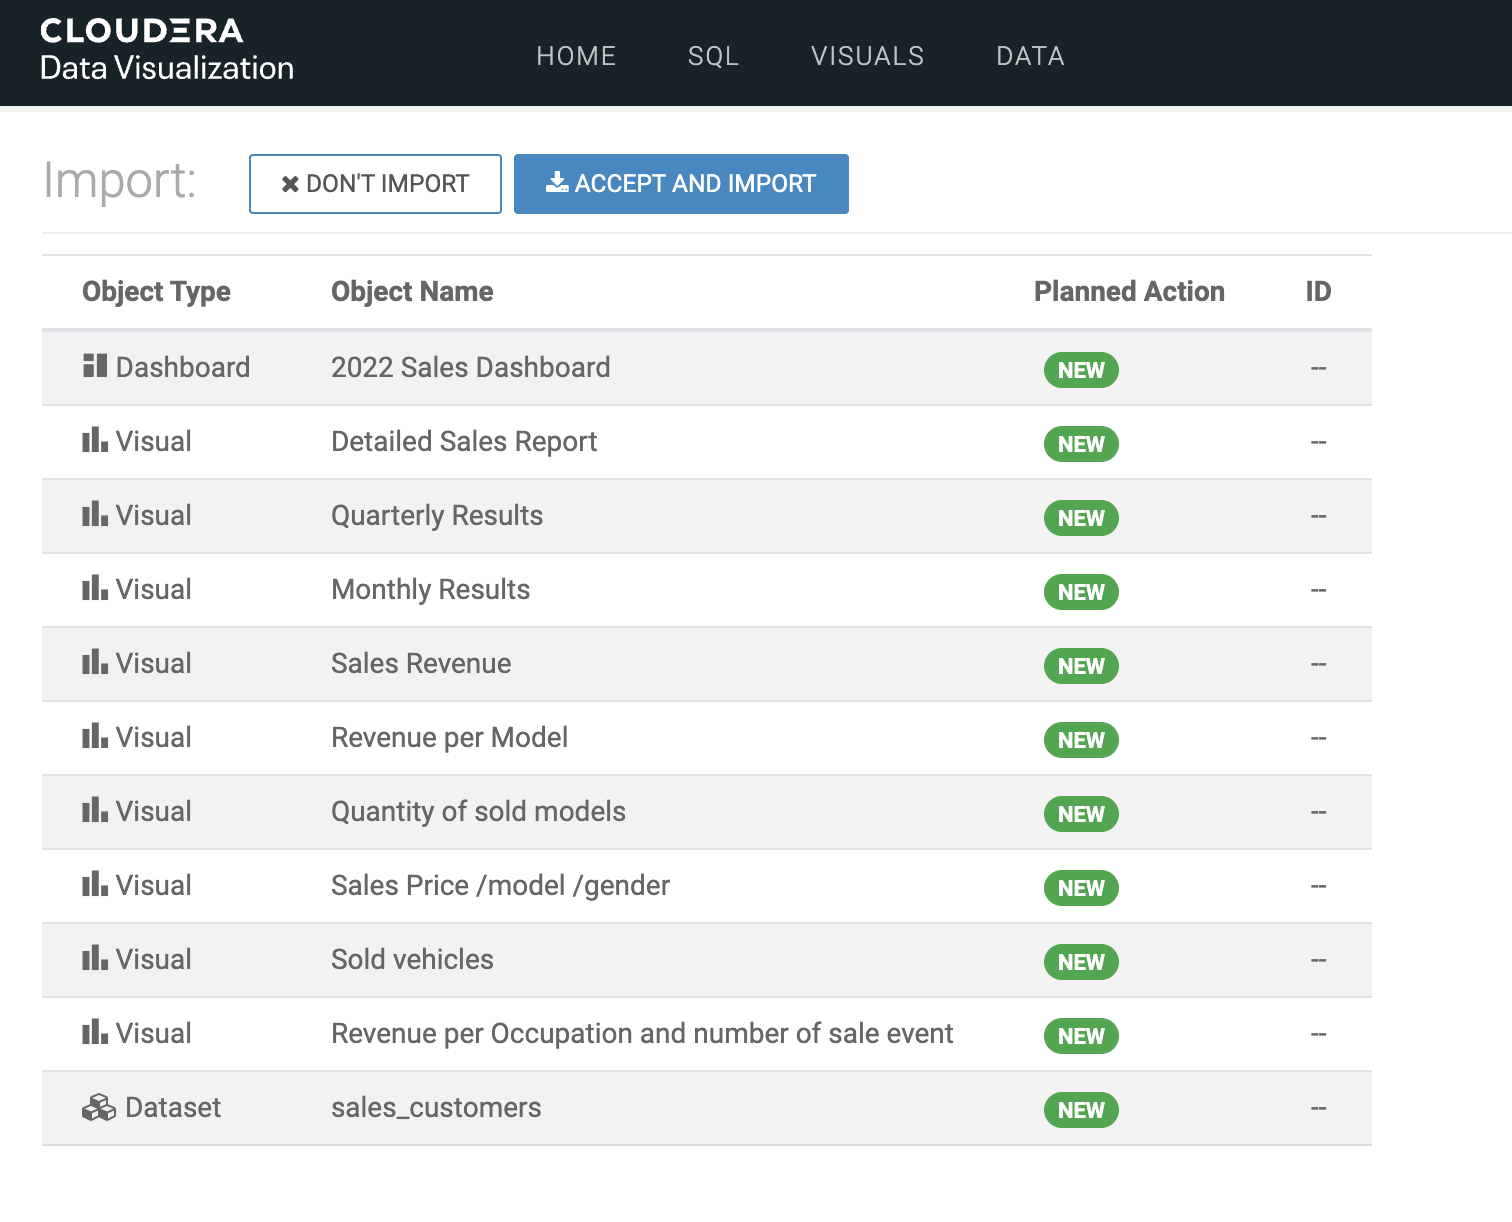 CLOUDERA
Data Visualization
HOME SQL VISUALS DATA
Import: DON'T IMPORT ACCEPT AND IMPORT
Object Type Object Name Planned Action ID
Dashboard 2022 Sales Dashboard NEW --
Visual Detailed Sales Report NEW --
Visual Quarterly Results NEW --
Visual Monthly Results NEW --
Visual Sales Revenue NEW --
Visual Revenue per Model NEW --
Visual Quantity of sold models NEW --
Visual Sales Price /model /gender NEW --
Visual Sold vehicles NEW --
Visual Revenue per Occupation and number of sale event NEW --
Dataset sales_customers NEW --